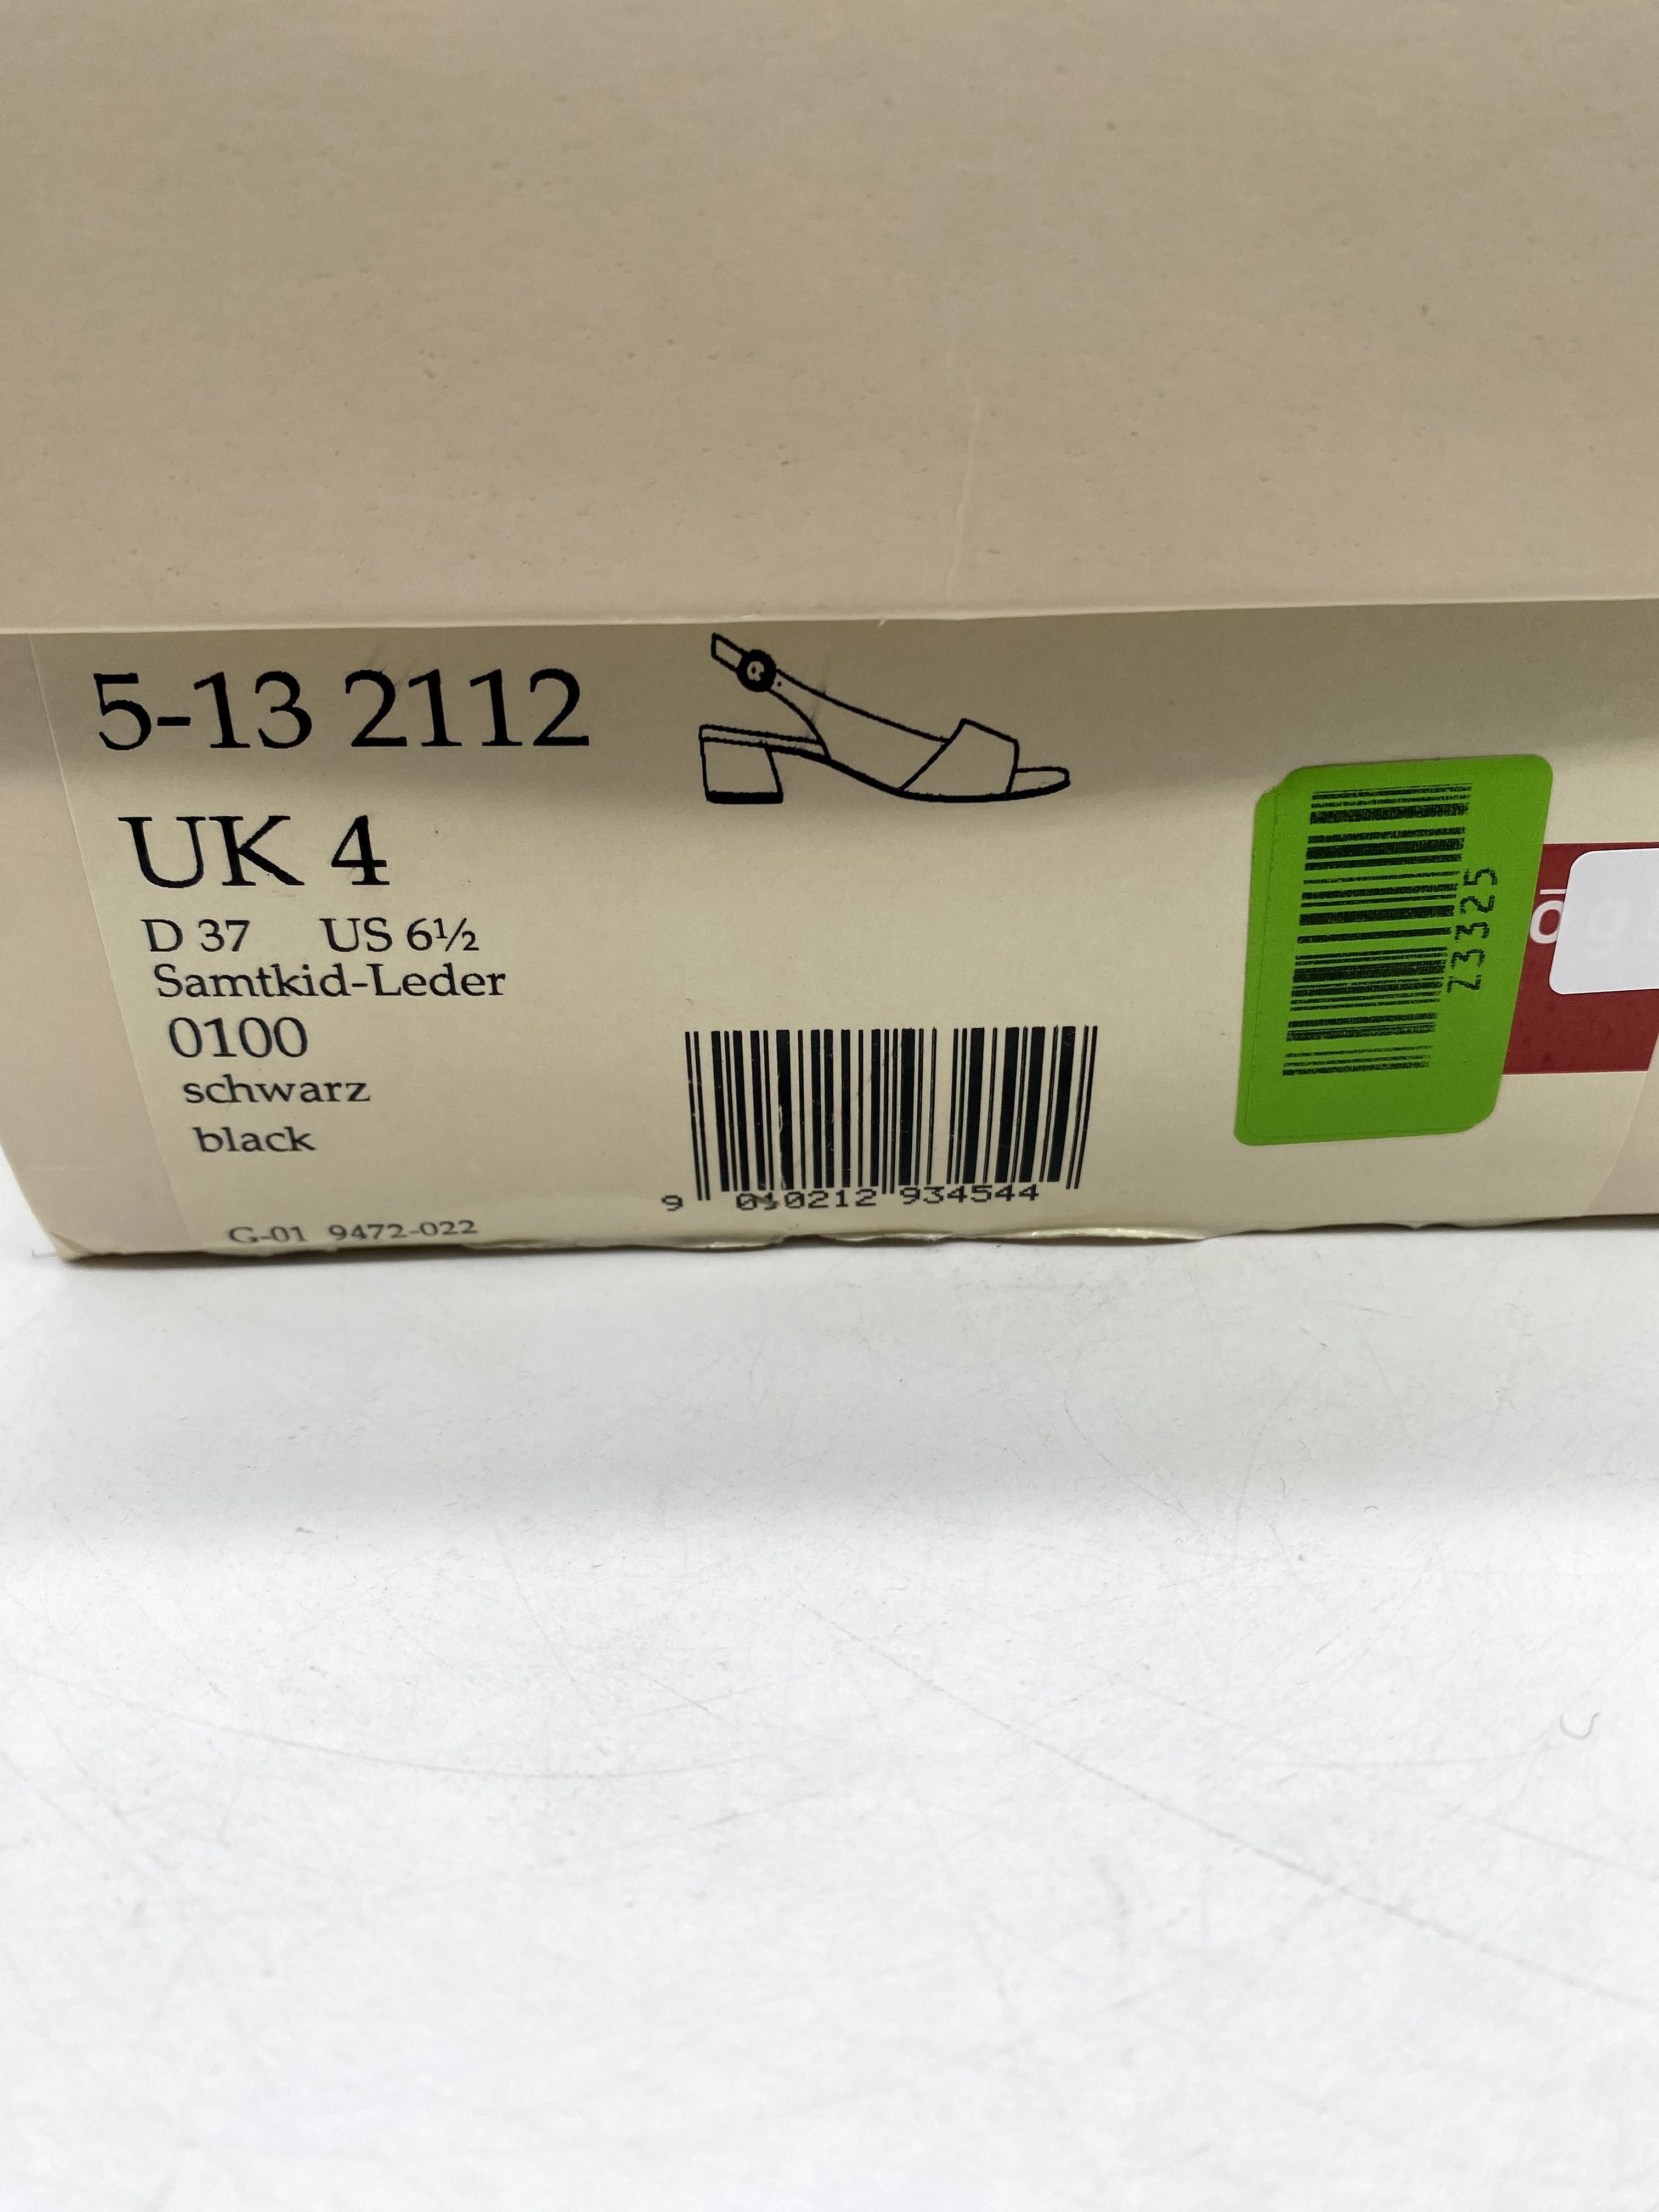 5-13 2112
UK 4
D 37 US 6½
Samtkid-Leder
0100
schwarz
black
G-01 9472-022
9 010212 934544
Z3325